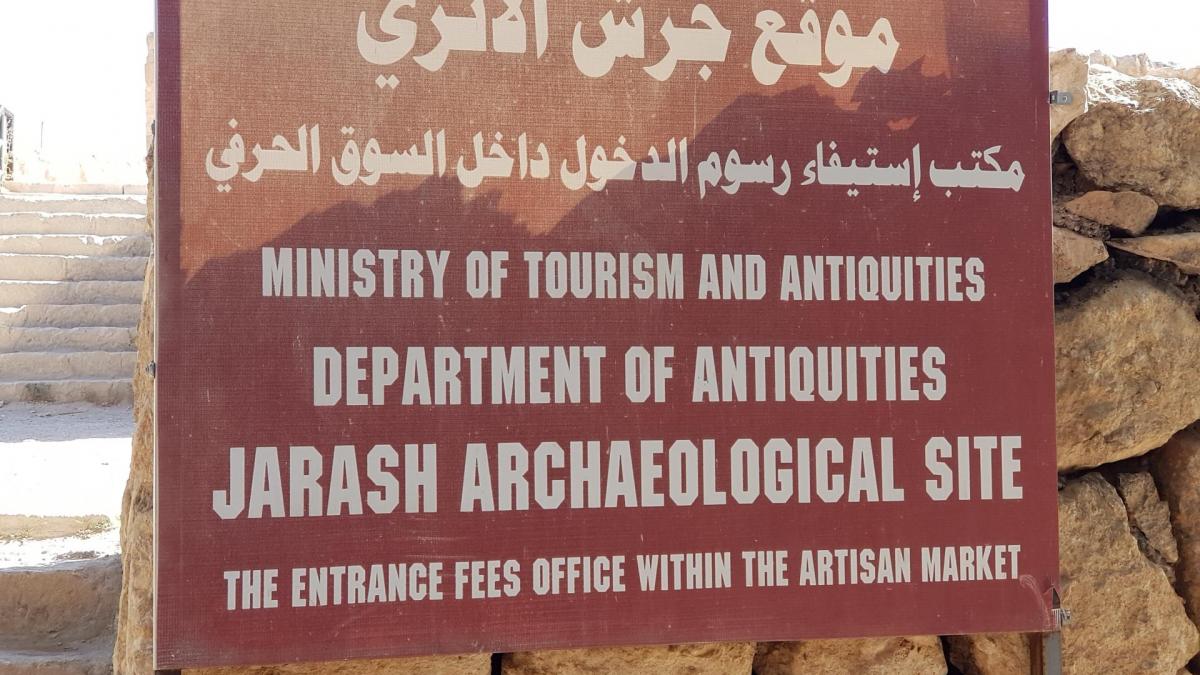 موقع جرش الأثري
مكتب إستيفاء رسوم الدخول داخل السوق الحرفي
MINISTRY OF TOURISM AND ANTIQUITIES
DEPARTMENT OF ANTIQUITIES
JARASH ARCHAEOLOGICAL SITE
THE ENTRANCE FEES OFFICE WITHIN THE ARTISAN MARKET